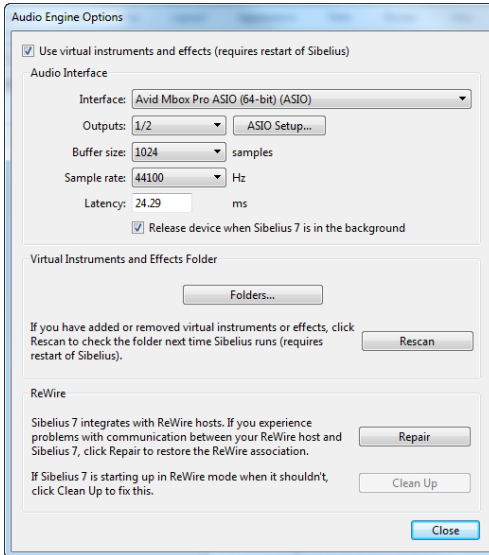 Audio Engine Options
Use virtual instruments and effects (requires restart of Sibelius)
Audio Interface
Interface: Avid Mbox Pro ASIO (64-bit) (ASIO)
Outputs: 1/2 ASIO Setup...
Buffer size: 1024 samples
Sample rate: 44100 Hz
Latency: 24.29 ms
Release device when Sibelius 7 is in the background
Virtual Instruments and Effects Folder
Folders...
If you have added or removed virtual instruments or effects, click
Rescan to check the folder next time Sibelius runs (requires
restart of Sibelius).
Rescan
ReWire
Sibelius 7 integrates with ReWire hosts. If you experience
problems with communication between your ReWire host and
Sibelius 7, click Repair to restore the ReWire association.
Repair
If Sibelius 7 is starting up in ReWire mode when it shouldn't,
click Clean Up to fix this.
Clean Up
Close